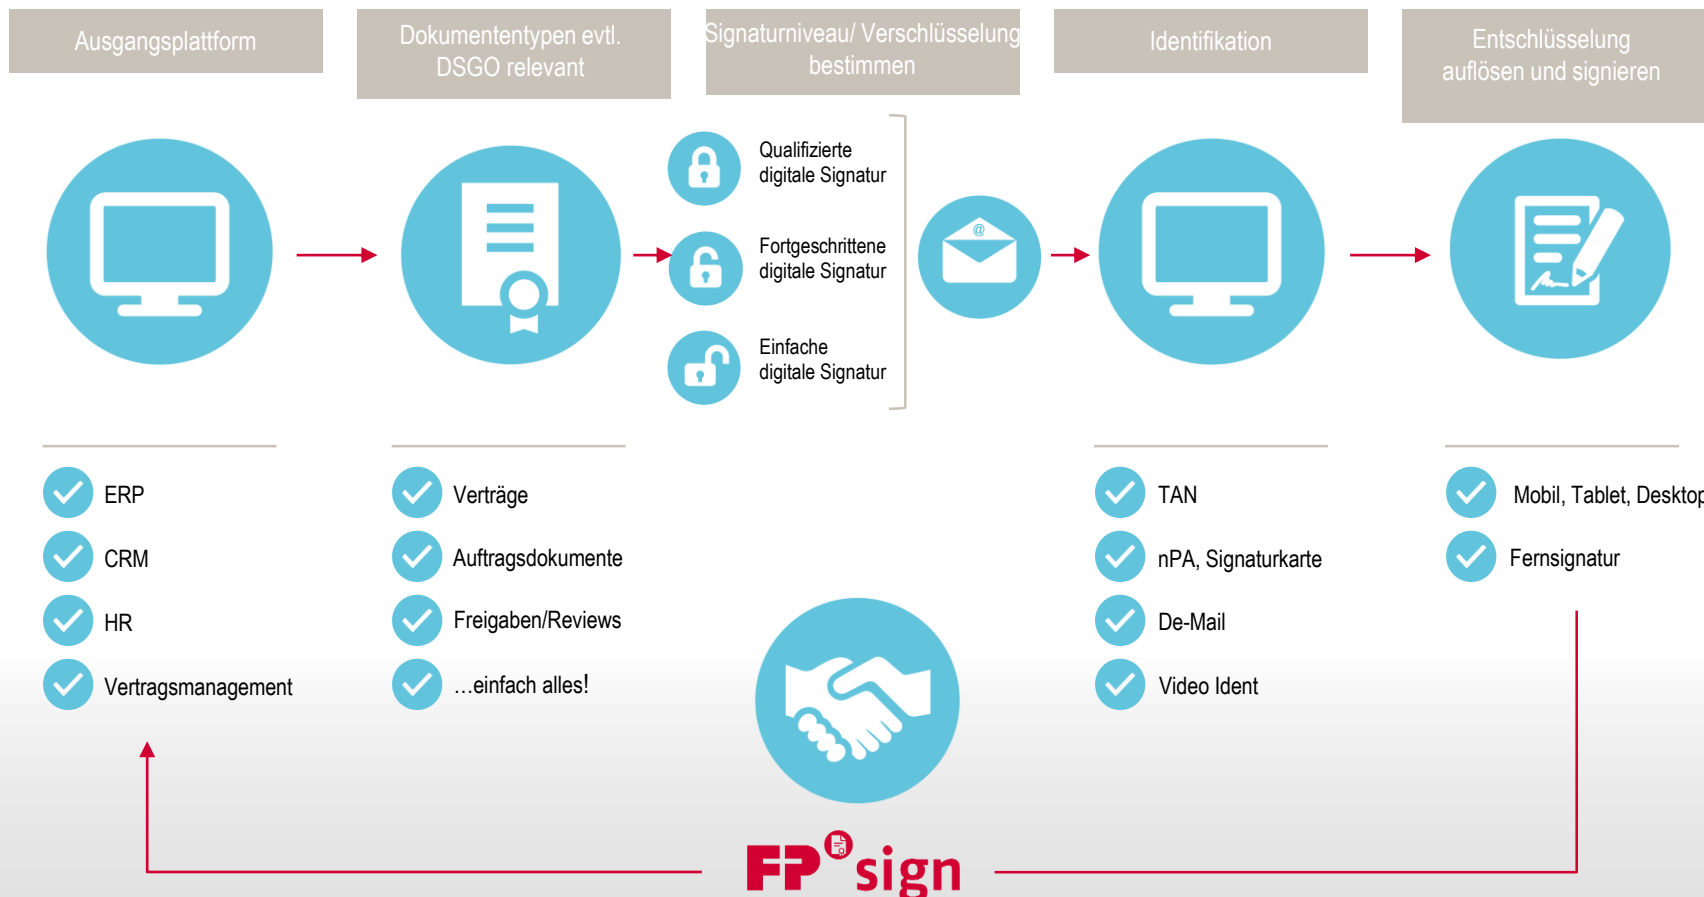 Ausgangsplattform
Dokumententypen evtl.
DSGO relevant
Signaturniveau/ Verschlüsselung
bestimmen
Identifikation
Entschlüsselung
auflösen und signieren
Qualifizierte
digitale Signatur
Fortgeschrittene
digitale Signatur
Einfache
digitale Signatur
@
ERP
CRM
HR
Vertragsmanagement
Verträge
Auftragsdokumente
Freigaben/Reviews
…einfach alles!
TAN
nPA, Signaturkarte
De-Mail
Video Ident
Mobil, Tablet, Desktop
Fernsignatur
FP sign